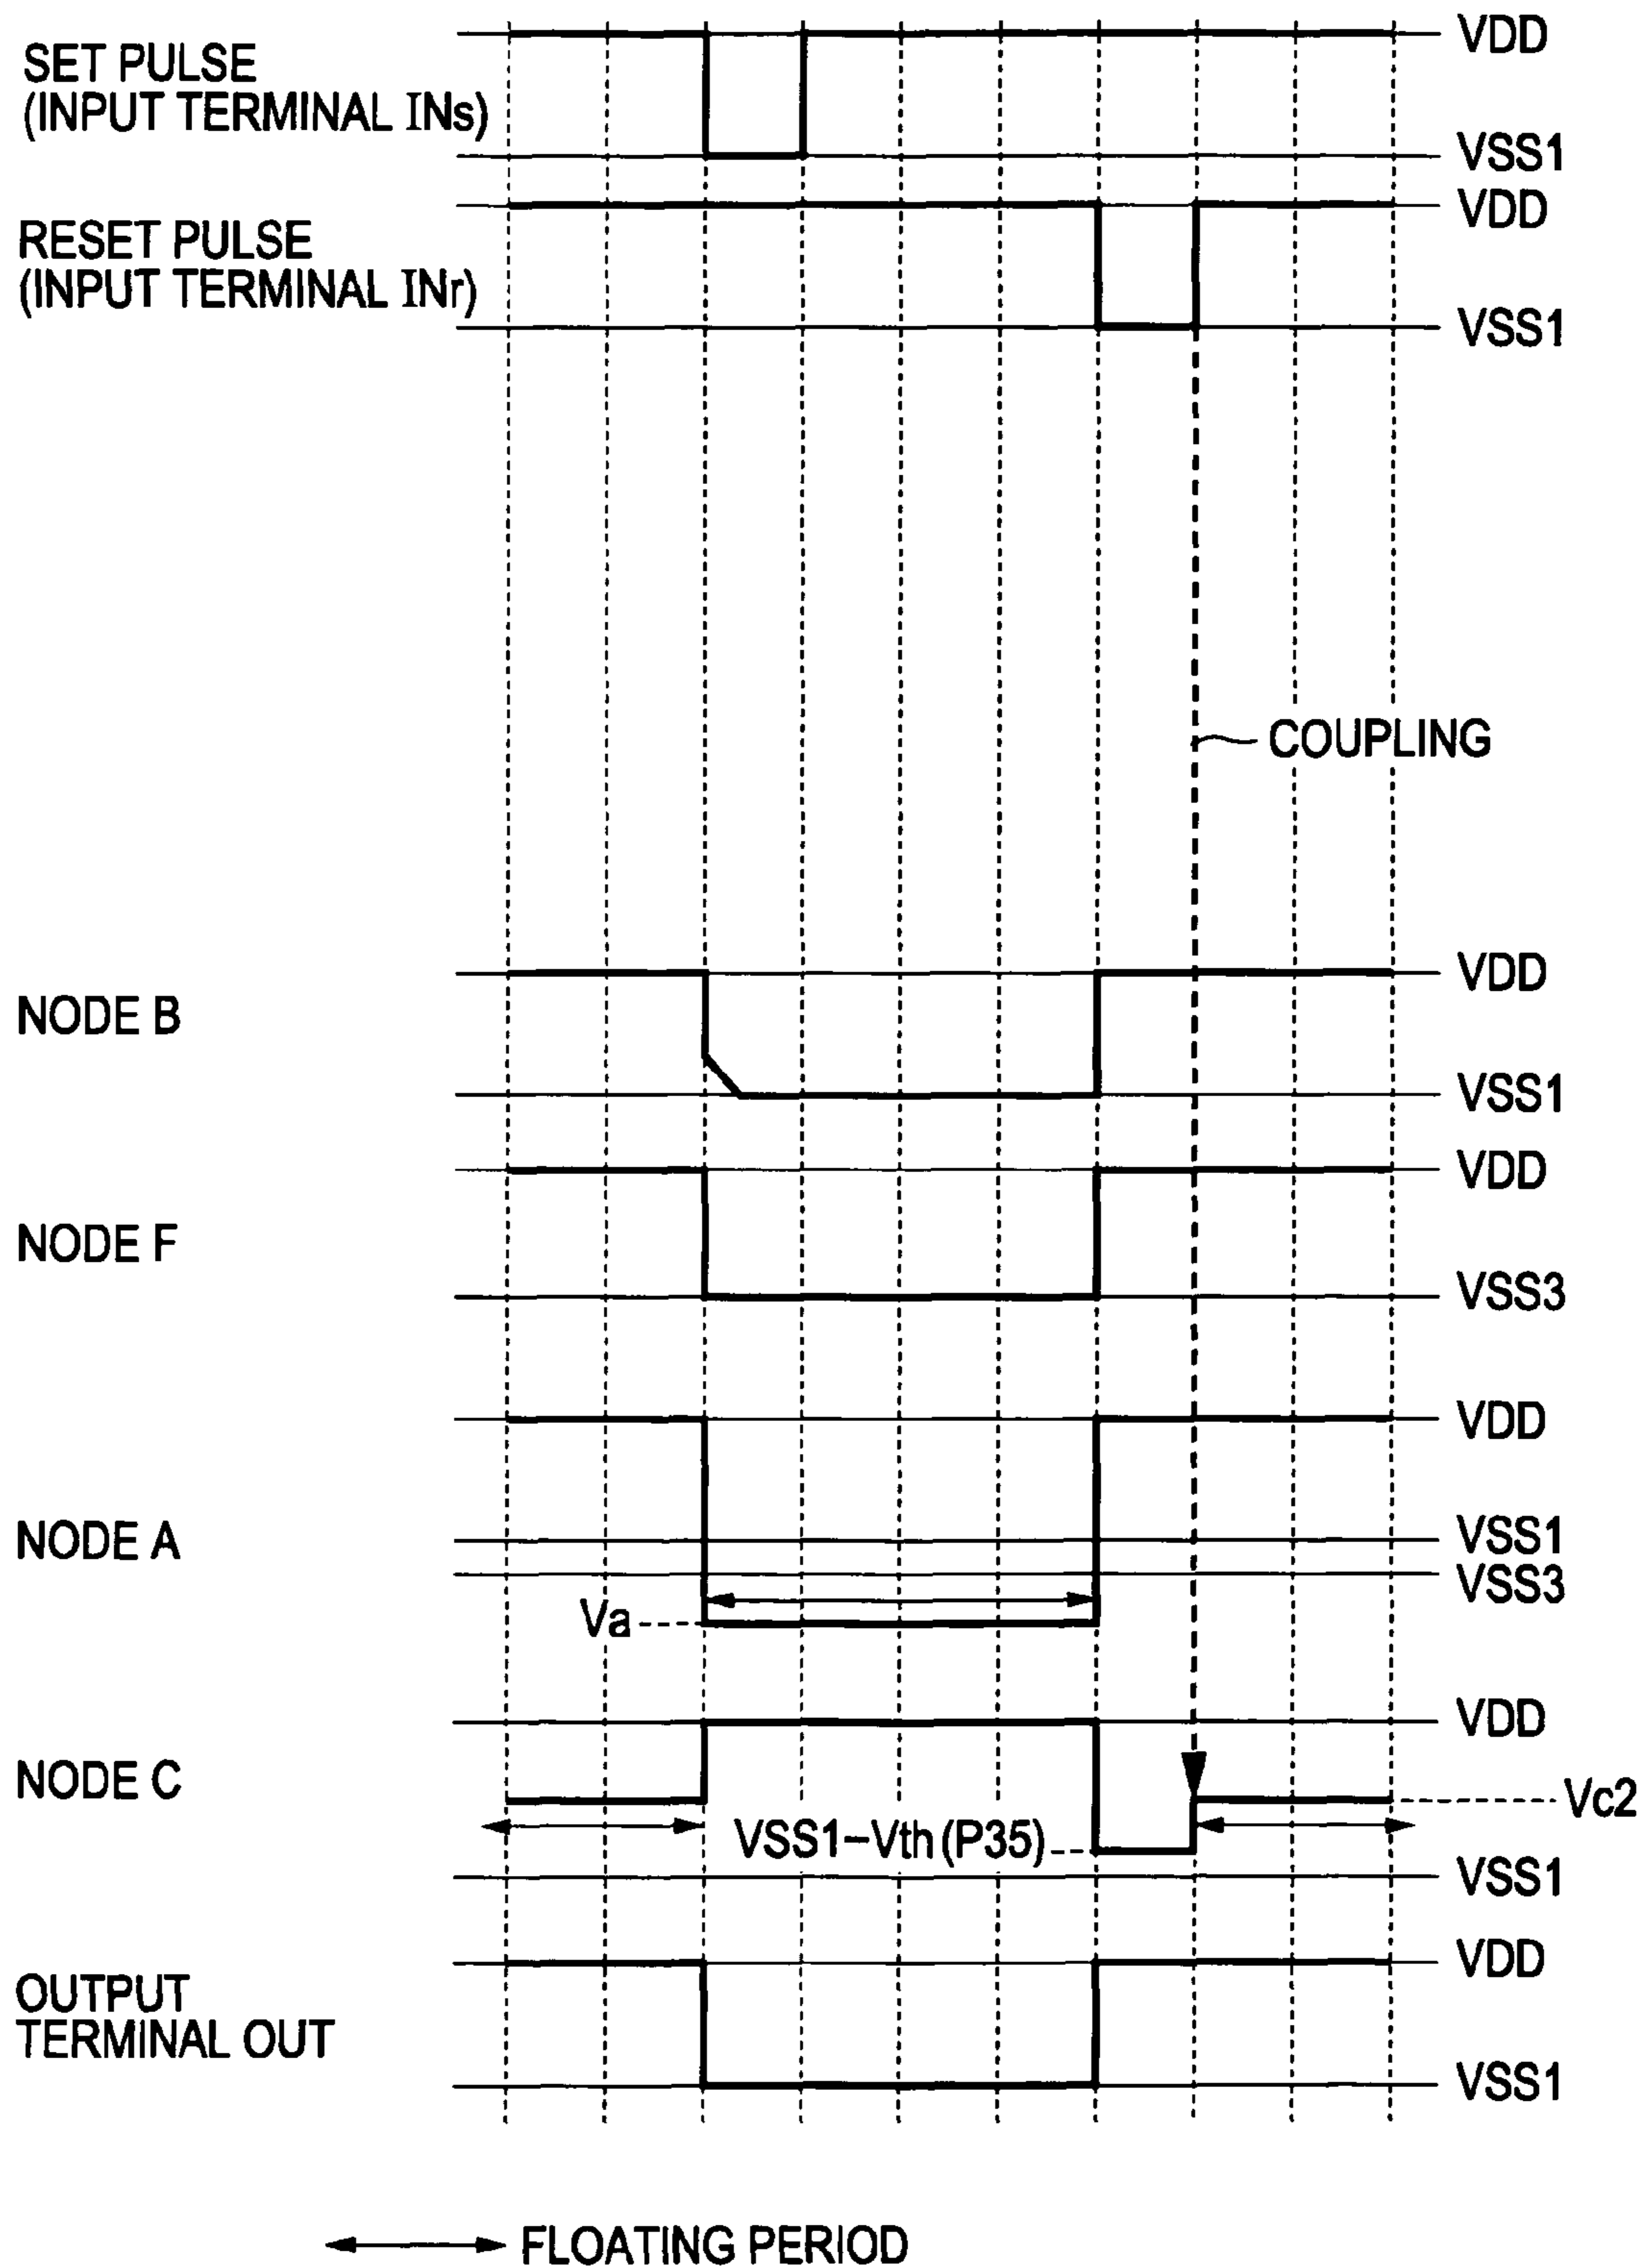 SET PULSE
(INPUT TERMINAL INs)
VDD
VSS1
RESET PULSE
(INPUT TERMINAL INr)
VDD
VSS1
COUPLING
NODE B
VDD
VSS1
NODE F
VDD
VSS3
NODE A
VDD
VSS1
VSS3
Va
NODE C
VDD
Vc2
VSS1-Vth (P35)
VSS1
OUTPUT
TERMINAL OUT
VDD
VSS1
FLOATING PERIOD